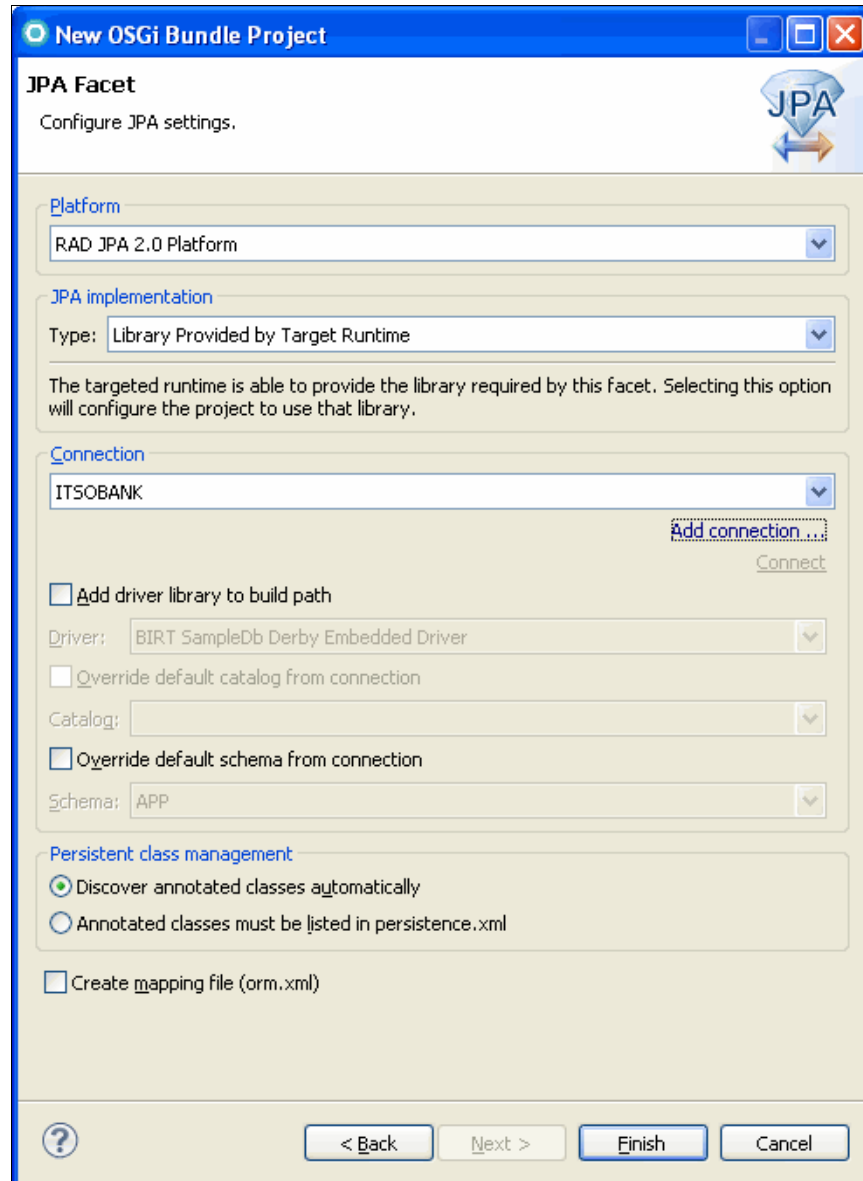 New OSGi Bundle Project
JPA Facet
Configure JPA settings.
JPA
Platform
RAD JPA 2.0 Platform
JPA implementation
Type: Library Provided by Target Runtime
The targeted runtime is able to provide the library required by this facet. Selecting this option
will configure the project to use that library.
Connection
ITSOBANK
Add connection ...
Connect
Add driver library to build path
Driver: BIRT SampleDb Derby Embedded Driver
Override default catalog from connection
Catalog:
Override default schema from connection
Schema: APP
Persistent class management
Discover annotated classes automatically
Annotated classes must be listed in persistence.xml
Create mapping file (orm.xml)
? < Back Next > Finish Cancel